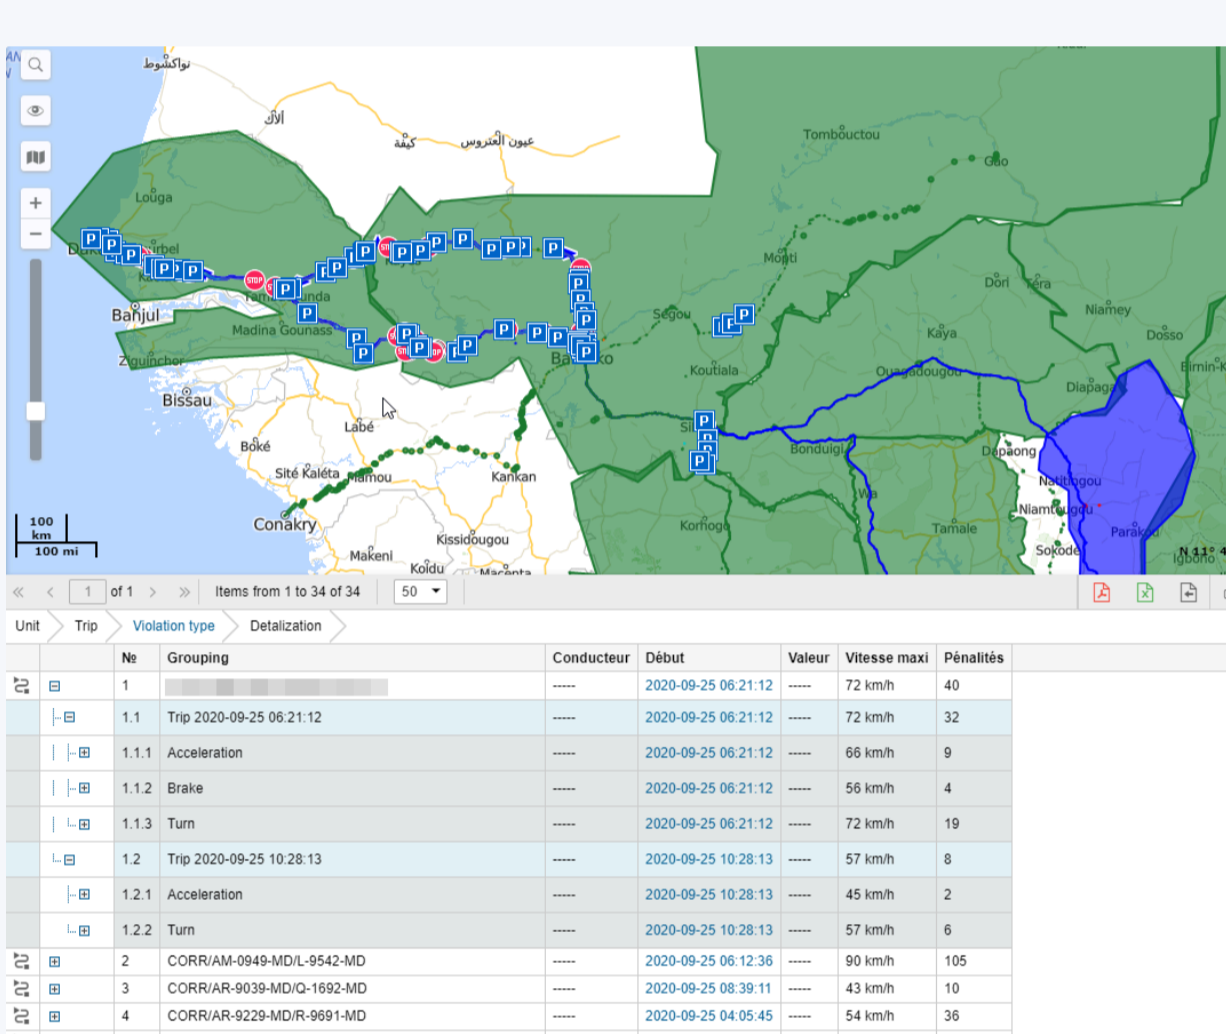 AN
نواكشوط
ألاك
كيفة
عيون العتروس
Tombouctou
Gao
Louga
Mopti
Dori
Téra
Niamey
Banjul
Madina Gounass
Ségou
Kaya
Dosso
Ziguinchor
Koutiala
Ouagadougou
Birnin-K
Diapaga
Bissau
Labé
Boké
Bonduigi
Dapaong
Sité Kaléta
Mamou
Kankan
Natitiogou
Wa
Niamtougou
Conakry
Korhogo
Tamale
Parakou
100
km
100 mi
Kissidougou
Makeni
Sokodé
N 11° 4
Igboho
Koidu
Macenta
1 of 1 Items from 1 to 34 of 34 50
Unit Trip Violation type Detalization
№ Grouping Conducteur Début Valeur Vitesse maxi Pénalités
1 ----- 2020-09-25 06:21:12 ----- 72 km/h 40
1.1 Trip 2020-09-25 06:21:12 ----- 2020-09-25 06:21:12 ----- 72 km/h 32
1.1.1 Acceleration ----- 2020-09-25 06:21:12 ----- 66 km/h 9
1.1.2 Brake ----- 2020-09-25 06:21:12 ----- 56 km/h 4
1.1.3 Turn ----- 2020-09-25 06:21:12 ----- 72 km/h 19
1.2 Trip 2020-09-25 10:28:13 ----- 2020-09-25 10:28:13 ----- 57 km/h 8
1.2.1 Acceleration ----- 2020-09-25 10:28:13 ----- 45 km/h 2
1.2.2 Turn ----- 2020-09-25 10:28:13 ----- 57 km/h 6
2 CORR/AM-0949-MD/L-9542-MD ----- 2020-09-25 06:12:36 ----- 90 km/h 105
3 CORR/AR-9039-MD/Q-1692-MD ----- 2020-09-25 08:39:11 ----- 43 km/h 10
4 CORR/AR-9229-MD/R-9691-MD ----- 2020-09-25 04:05:45 ----- 54 km/h 36